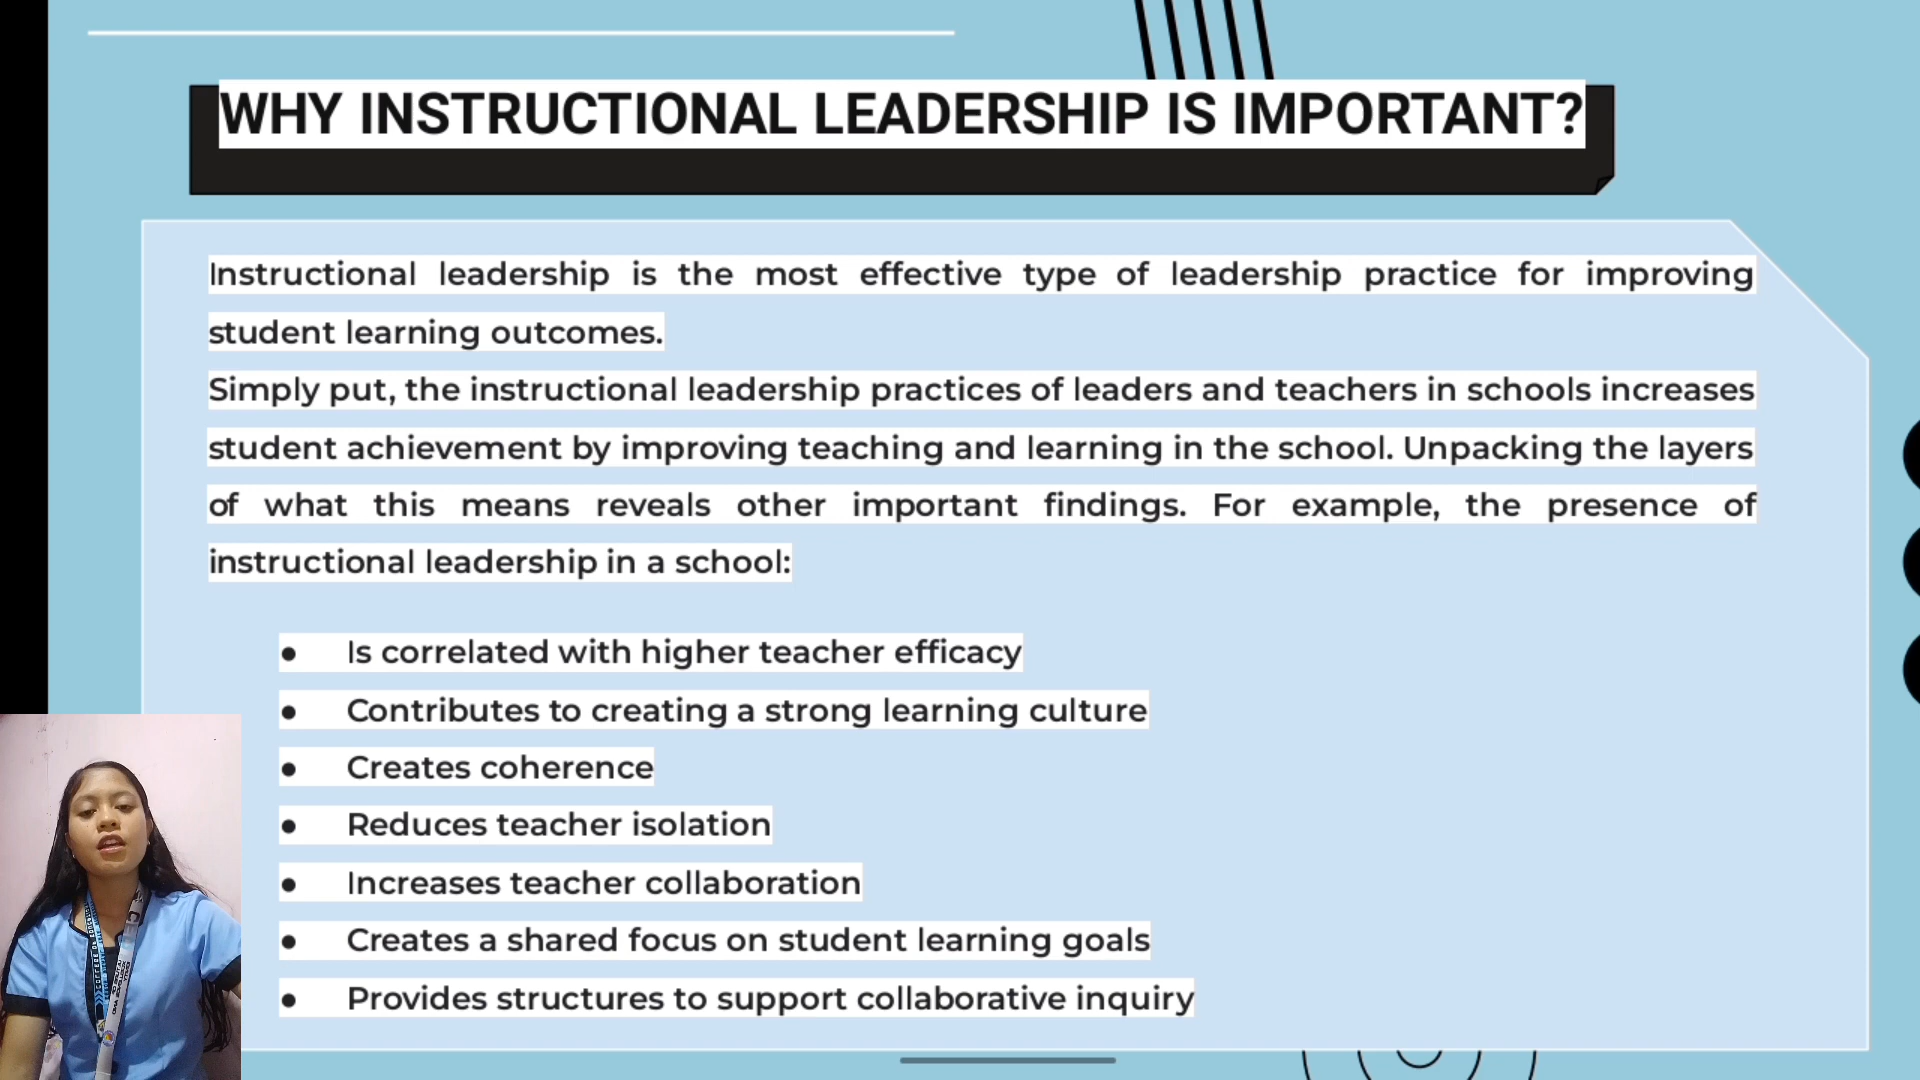 WHY INSTRUCTIONAL LEADERSHIP IS IMPORTANT?
Instructional leadership is the most effective type of leadership practice for improving
student learning outcomes.
Simply put, the instructional leadership practices of leaders and teachers in schools increases
student achievement by improving teaching and learning in the school. Unpacking the layers
of what this means reveals other important findings. For example, the presence of
instructional leadership in a school:
● Is correlated with higher teacher efficacy
● Contributes to creating a strong learning culture
● Creates coherence
● Reduces teacher isolation
● Increases teacher collaboration
● Creates a shared focus on student learning goals
● Provides structures to support collaborative inquiry